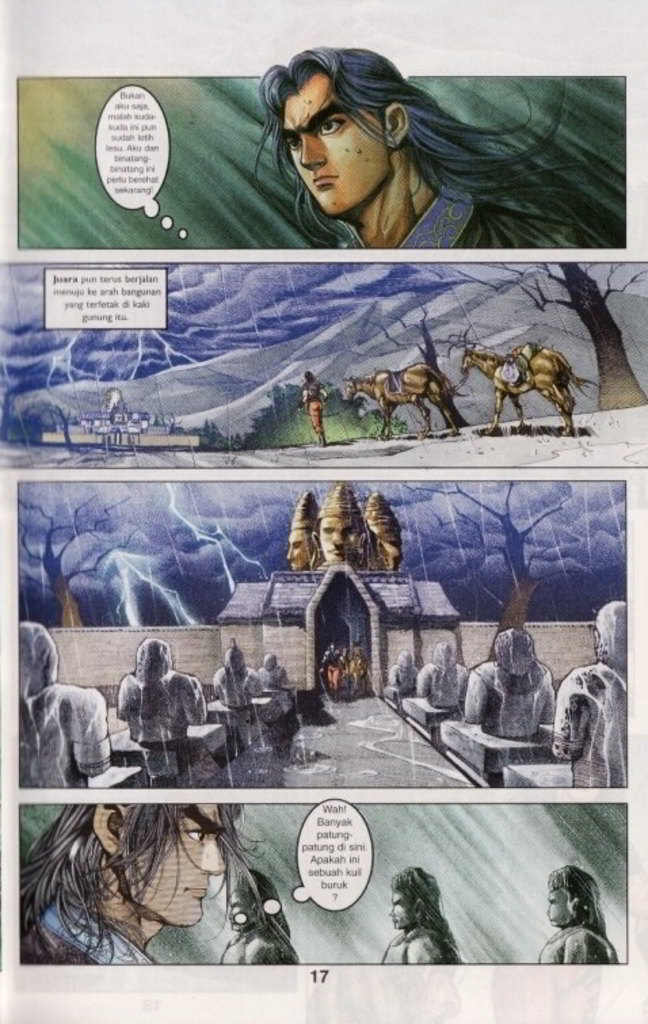 Bukan
aku saja,
malah kuda-
kuda ini pun
sudah letih
lesu. Aku dan
binatang-
binatang ini
perlu berehat
sekarang!
Juara pun terus berjalan
menuju ke arah bangunan
yang terletak di kaki
gunung itu.
Wah!
Banyak
patung-
patung di sini.
Apakah ini
sebuah kuil
buruk
?
17